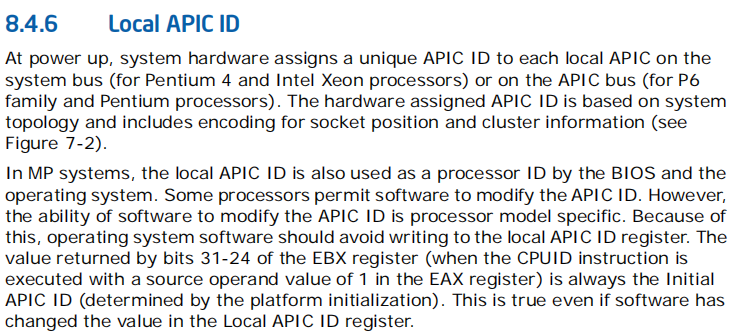 8.4.6 Local APIC ID
At power up, system hardware assigns a unique APIC ID to each local APIC on the
system bus (for Pentium 4 and Intel Xeon processors) or on the APIC bus (for P6
family and Pentium processors). The hardware assigned APIC ID is based on system
topology and includes encoding for socket position and cluster information (see
Figure 7-2).
In MP systems, the local APIC ID is also used as a processor ID by the BIOS and the
operating system. Some processors permit software to modify the APIC ID. However,
the ability of software to modify the APIC ID is processor model specific. Because of
this, operating system software should avoid writing to the local APIC ID register. The
value returned by bits 31-24 of the EBX register (when the CPUID instruction is
executed with a source operand value of 1 in the EAX register) is always the Initial
APIC ID (determined by the platform initialization). This is true even if software has
changed the value in the Local APIC ID register.